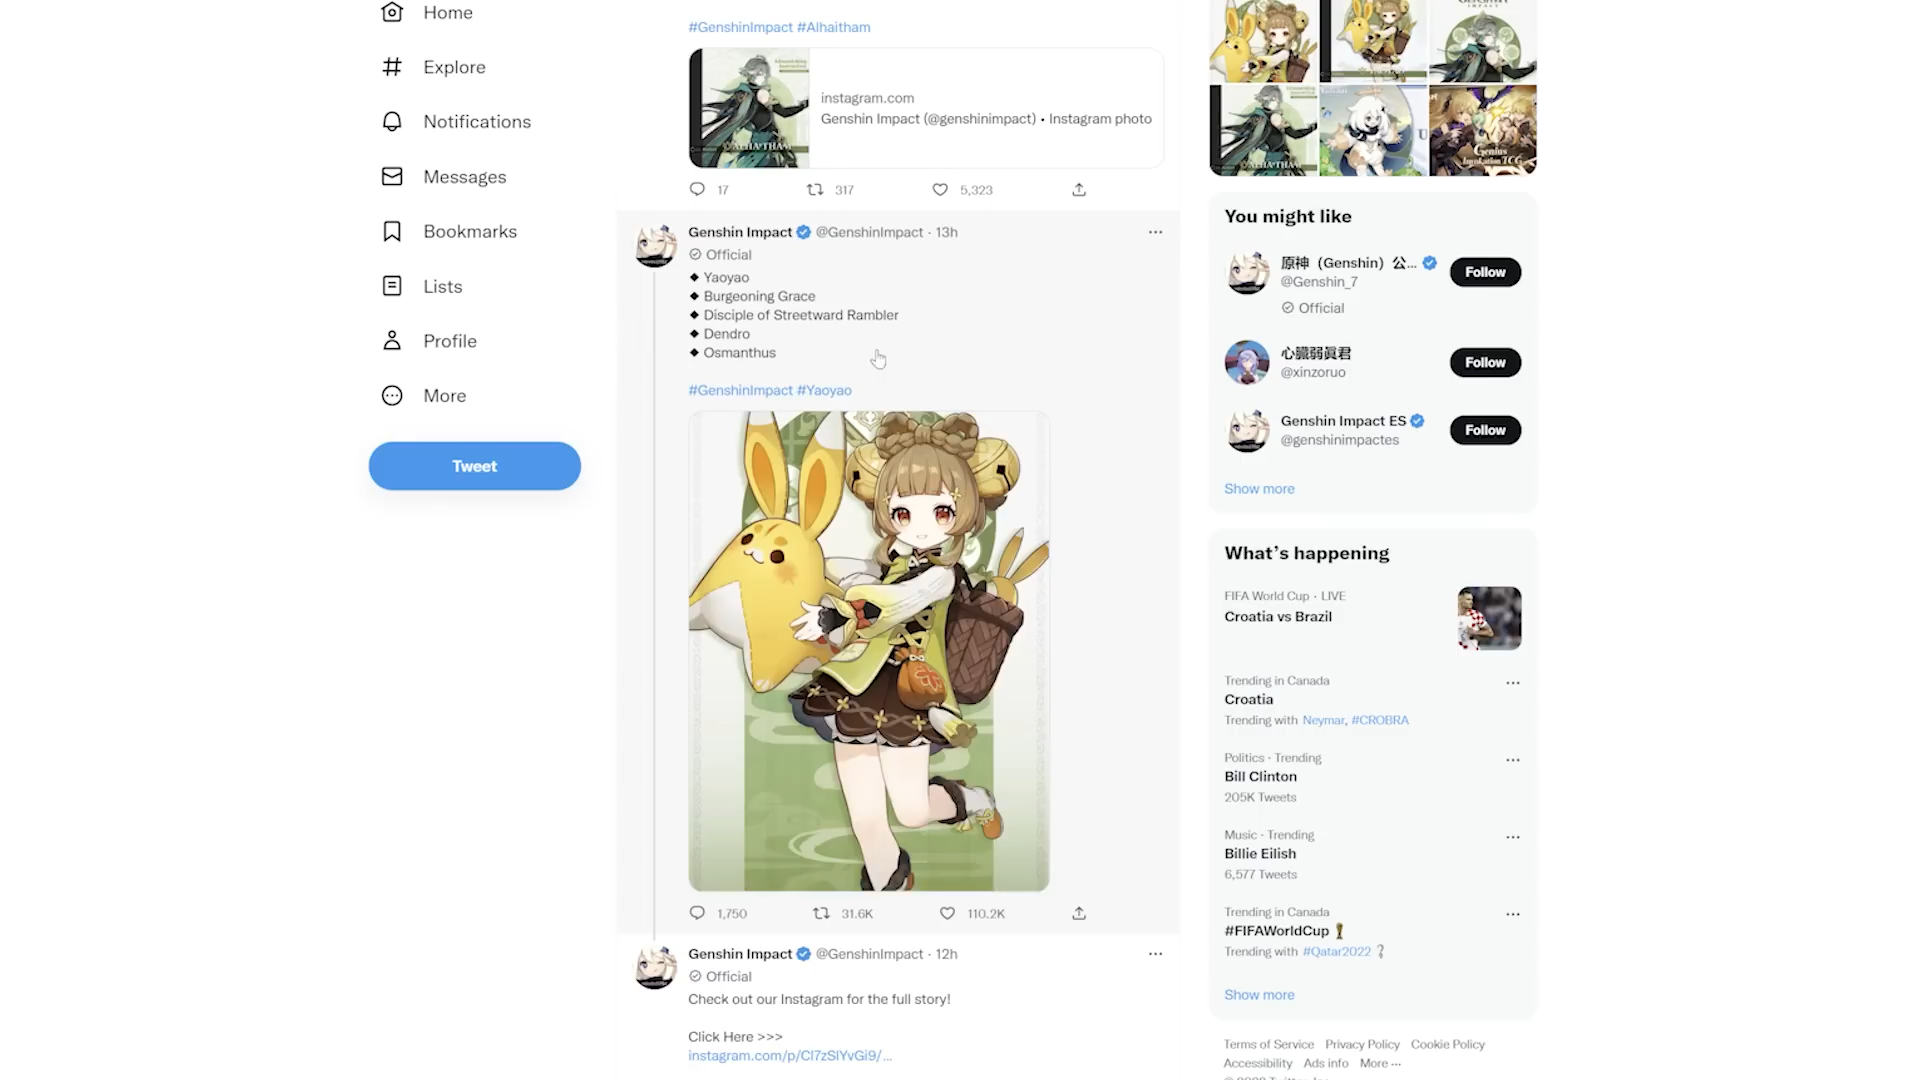 Home
Explore
Notifications
Messages
Bookmarks
Lists
Profile
More
Tweet
#GenshinImpact #Alhaitham
instagram.com
Genshin Impact (@genshinimpact) • Instagram photo
17 317 5,323
Genshin Impact @GenshinImpact · 13h
Official
◆ Yaoyao
◆ Burgeoning Grace
◆ Disciple of Streetward Rambler
◆ Dendro
◆ Osmanthus
#GenshinImpact #Yaoyao
1,750 31.6K 110.2K
Genshin Impact @GenshinImpact · 12h
Official
Check out our Instagram for the full story!
Click Here >>>
instagram.com/p/Cl7zSlYvGi9/…
Genius
Invokation TCG
You might like
原神（Genshin）公...
@Genshin_7
Official
Follow
心臓弱眞君
@xinzoruo
Follow
Genshin Impact ES
@genshinimpactes
Follow
Show more
What's happening
FIFA World Cup · LIVE
Croatia vs Brazil
Trending in Canada
Croatia
Trending with Neymar, #CROBRA
Politics · Trending
Bill Clinton
205K Tweets
Music · Trending
Billie Eilish
6,577 Tweets
Trending in Canada
#FIFAWorldCup
Trending with #Qatar2022
Show more
Terms of Service Privacy Policy Cookie Policy
Accessibility Ads info More ···